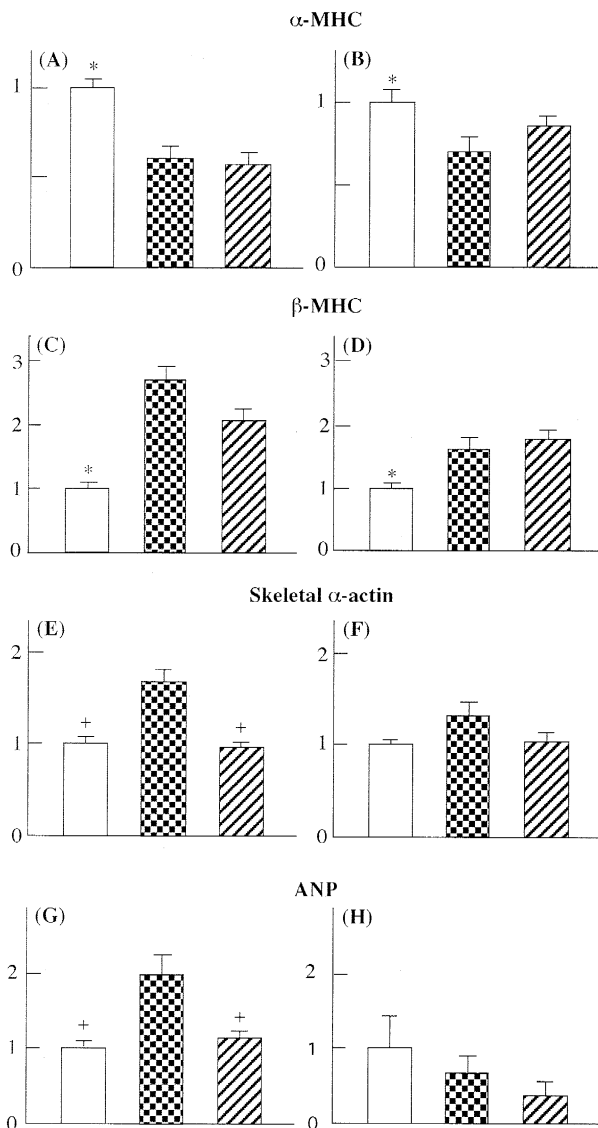 α-MHC
(A) * (B) *
1 1
0 0
β-MHC
(C) (D)
3 3
2 2
1 * 1 *
0 0
Skeletal α-actin
(E) (F)
2 2
+ +
1 1
0 0
ANP
(G) (H)
2 2
+ +
1 1
0 0